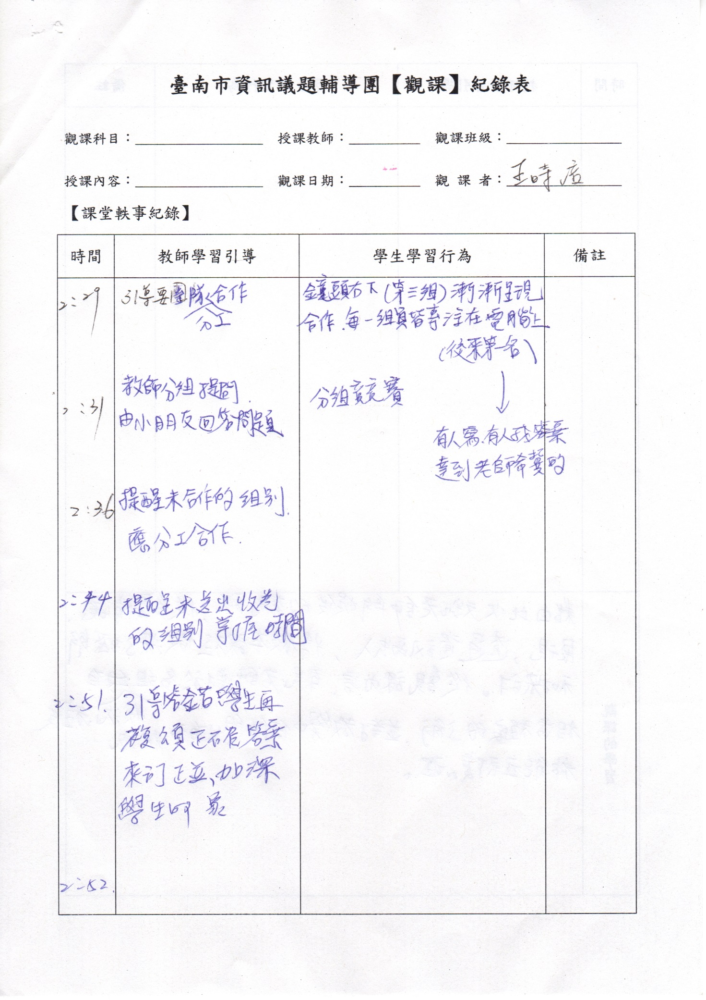 臺南市資訊議題輔導團【觀課】紀錄表
觀課科目： 授課教師： 觀課班級：
授課內容： 觀課日期： 觀 課 者：王時店
【課堂軼事紀錄】
時間 教師學習引導 學生學習行為 備註
2:29 引導要團隊合作 鏡頭右下(第三組)漸漸呈現
分工 合作.每一組員皆專注在電腦上
(後來第一名)
教師分組提問. 分組競賽
2:31 由小朋友回答問題
有人寫.有人找答案
達到老師希冀的
2:36 提醒未合作的組別.
應分工合作.
2:44 提醒未送出收卷
的組別 掌握時間
2:51. 引導答錯學生再
複頌正確答案
來訂正並、加深
學生印象
2:52.